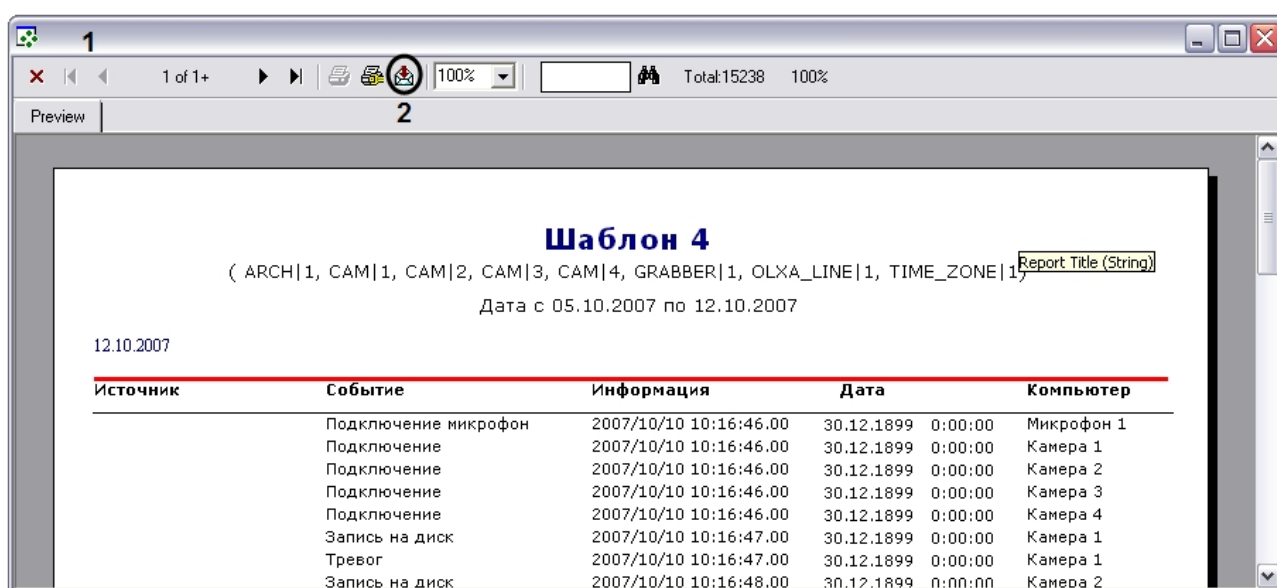 1
1 of 1+ 100% Total:15238 100%
Preview 2
Шаблон 4
( ARCH|1, CAM|1, CAM|2, CAM|3, CAM|4, GRABBER|1, OLXA_LINE|1, TIME_ZONE|1)
Report Title (String)
Дата с 05.10.2007 по 12.10.2007
12.10.2007
Источник Событие Информация Дата Компьютер
Подключение микрофон 2007/10/10 10:16:46.00 30.12.1899 0:00:00 Микрофон 1
Подключение 2007/10/10 10:16:46.00 30.12.1899 0:00:00 Камера 1
Подключение 2007/10/10 10:16:46.00 30.12.1899 0:00:00 Камера 2
Подключение 2007/10/10 10:16:46.00 30.12.1899 0:00:00 Камера 3
Подключение 2007/10/10 10:16:46.00 30.12.1899 0:00:00 Камера 4
Запись на диск 2007/10/10 10:16:47.00 30.12.1899 0:00:00 Камера 1
Тревог 2007/10/10 10:16:47.00 30.12.1899 0:00:00 Камера 1
Запись на диск 2007/10/10 10:16:48.00 30.12.1899 0:00:00 Камера 2